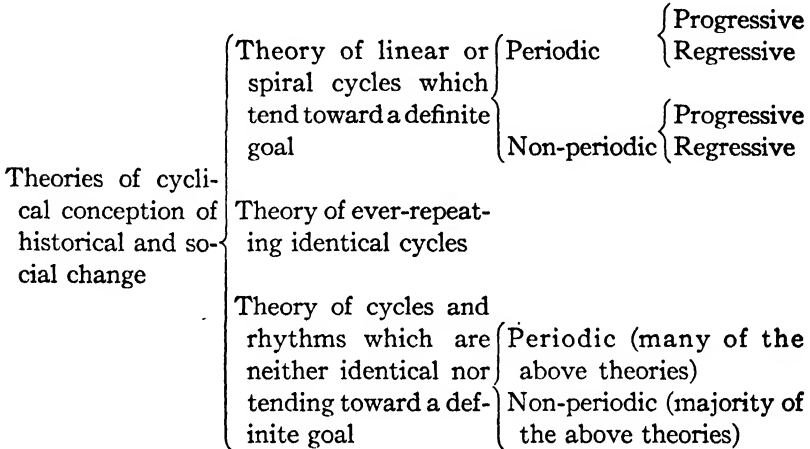 Theories of cycli-
cal conception of
historical and so-
cial change
Theory of linear or
spiral cycles which
tend toward a definite
goal
Periodic
Progressive
Regressive
Non-periodic
Progressive
Regressive
Theory of ever-repeat-
ing identical cycles
Theory of cycles and
rhythms which are
neither identical nor
tending toward a def-
inite goal
Periodic (many of the
above theories)
Non-periodic (majority of
the above theories)